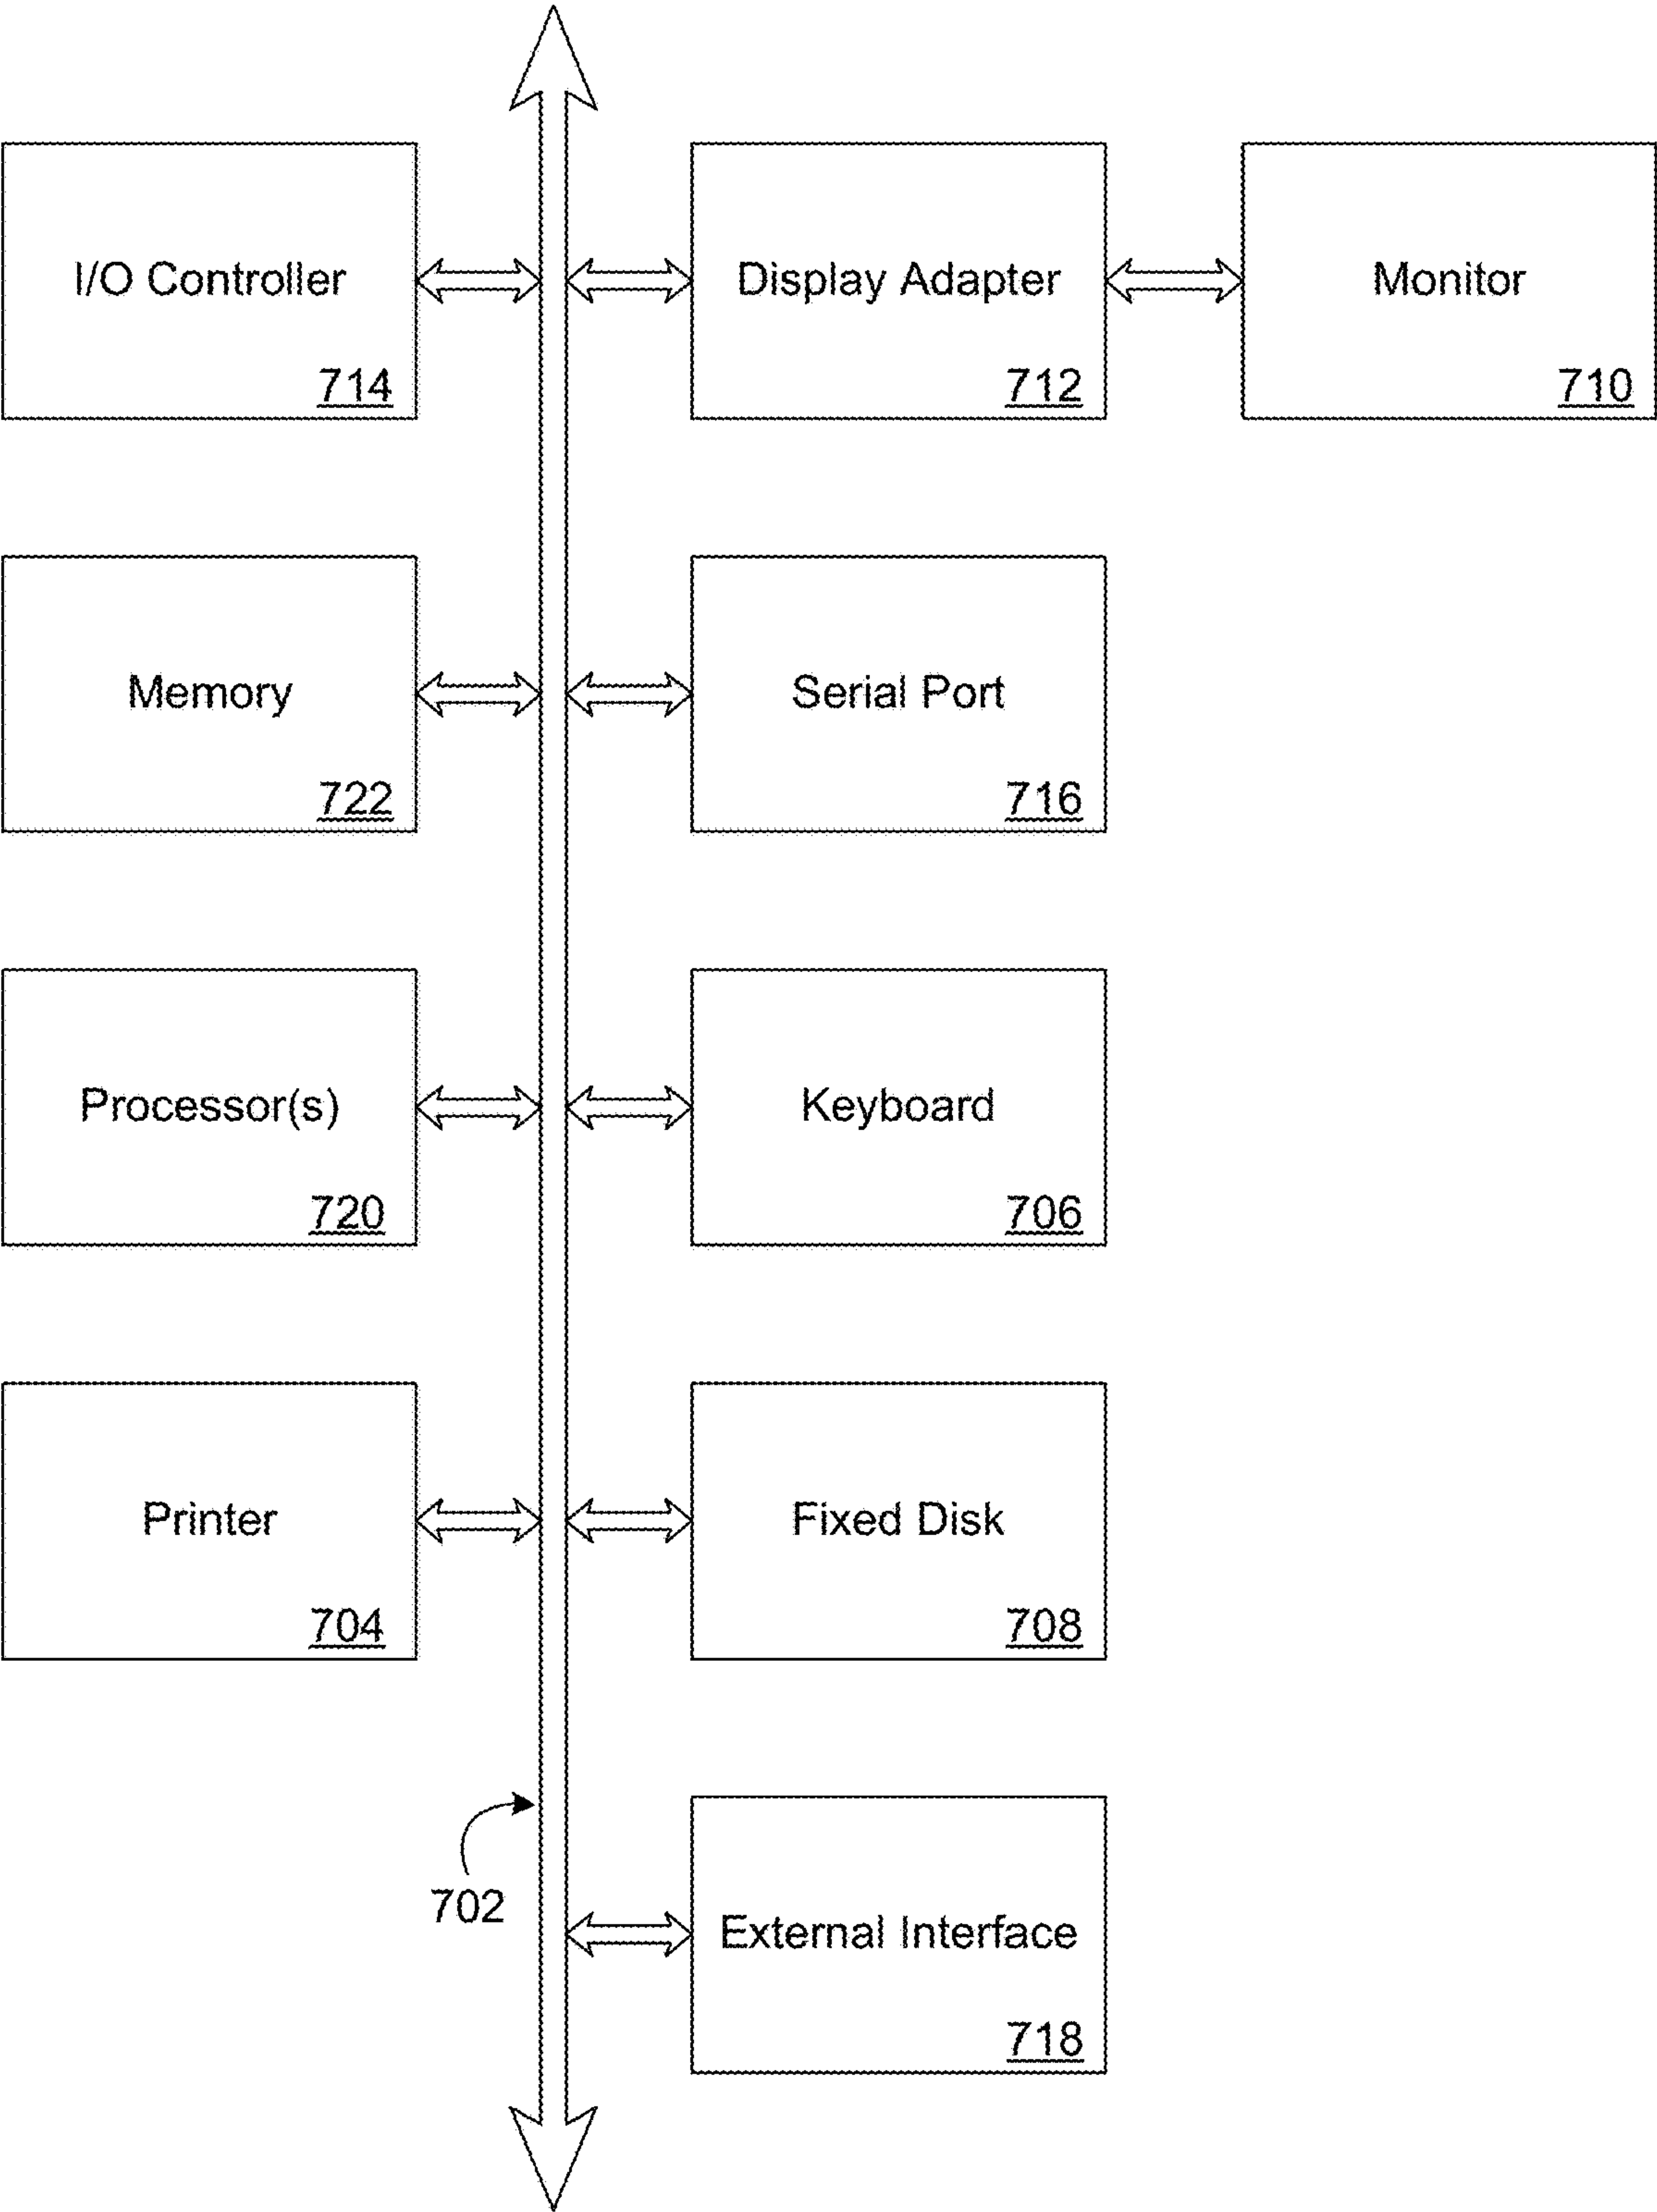 I/O Controller
714
Display Adapter
712
Monitor
710
Memory
722
Serial Port
716
Processor(s)
720
Keyboard
706
Printer
704
Fixed Disk
708
702
External Interface
718